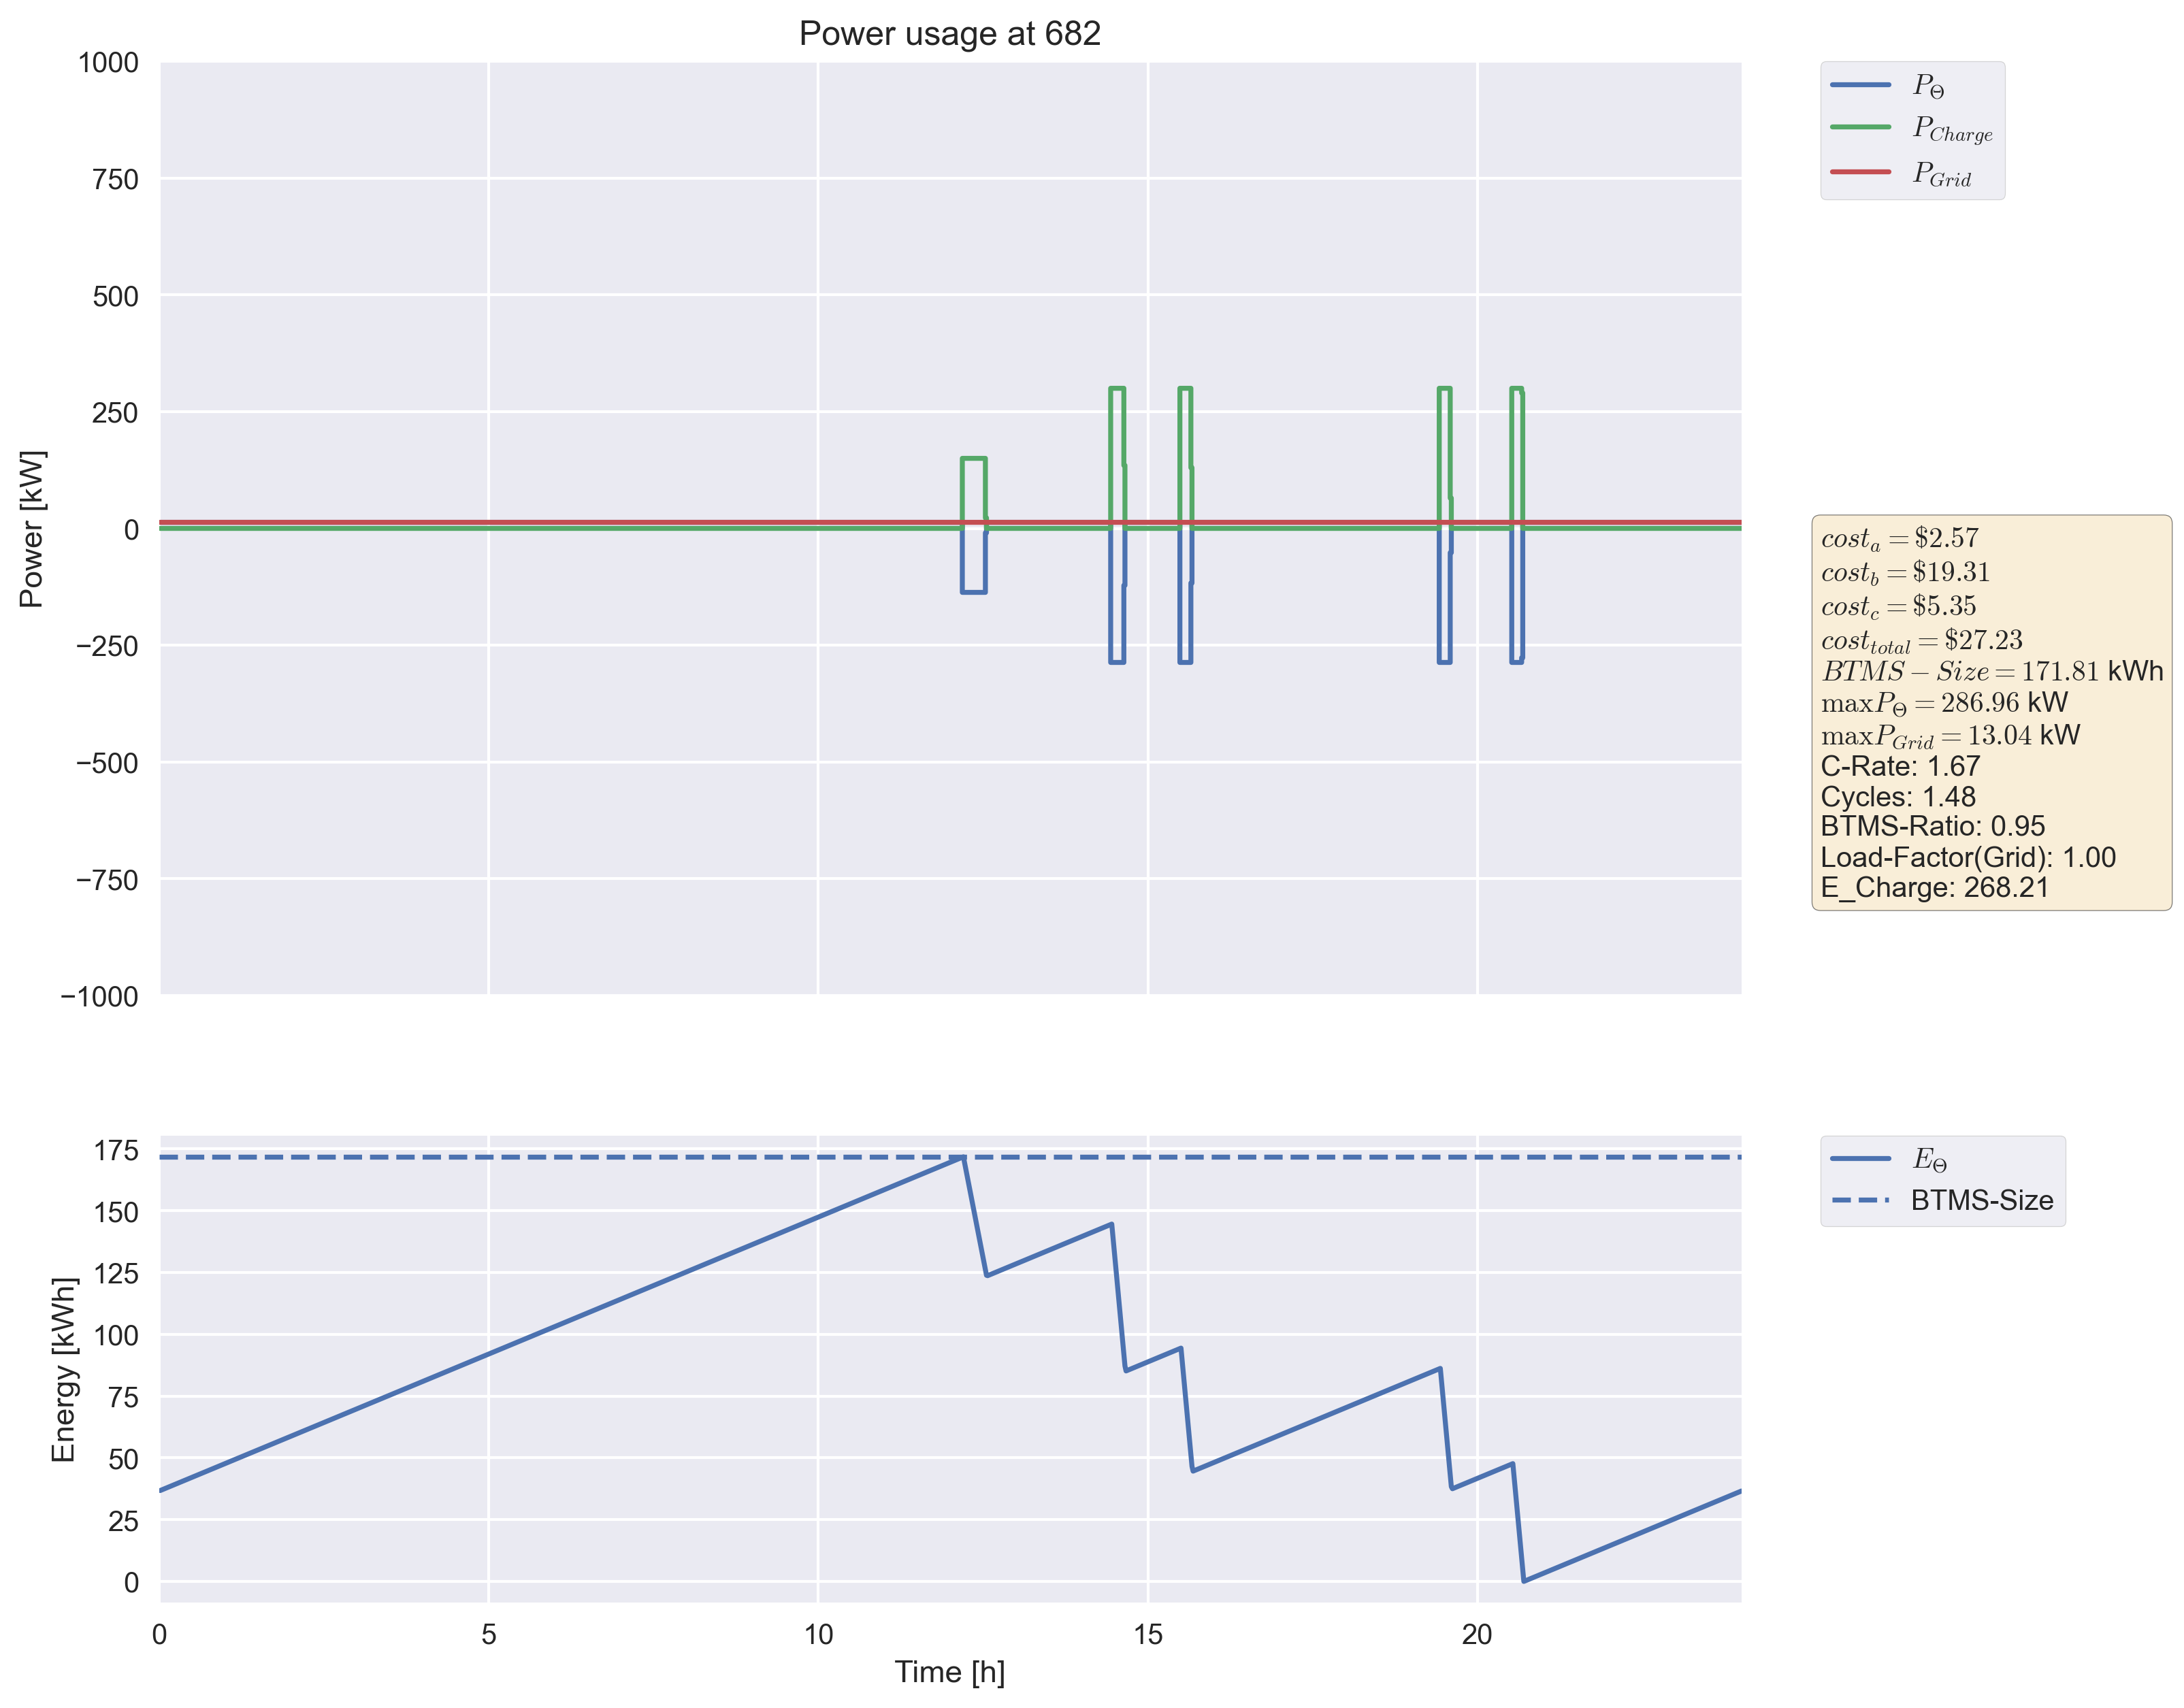 Power usage at 682
1000
750
500
250
0
−250
−500
−750
−1000
Power [kW]
P_Θ
P_Charge
P_Grid
cost_a = $2.57
cost_b = $19.31
cost_c = $5.35
cost_total = $27.23
BTMS − Size = 171.81 kWh
maxP_Θ = 286.96 kW
maxP_Grid = 13.04 kW
C-Rate: 1.67
Cycles: 1.48
BTMS-Ratio: 0.95
Load-Factor(Grid): 1.00
E_Charge: 268.21
175
150
125
100
75
50
25
0
Energy [kWh]
0 5 10 15 20
Time [h]
E_Θ
BTMS-Size